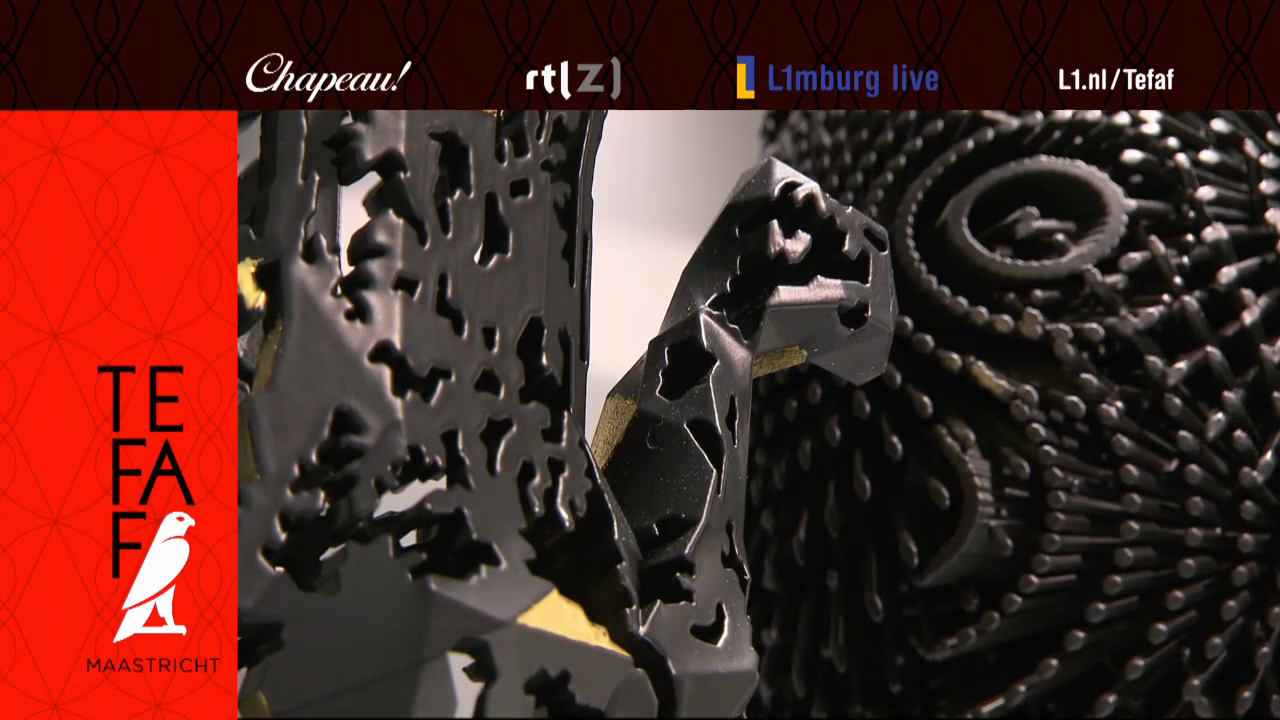 Chapeau!
rtl z
L1mburg live
L1.nl/Tefaf
TE
FA
F
MAASTRICHT